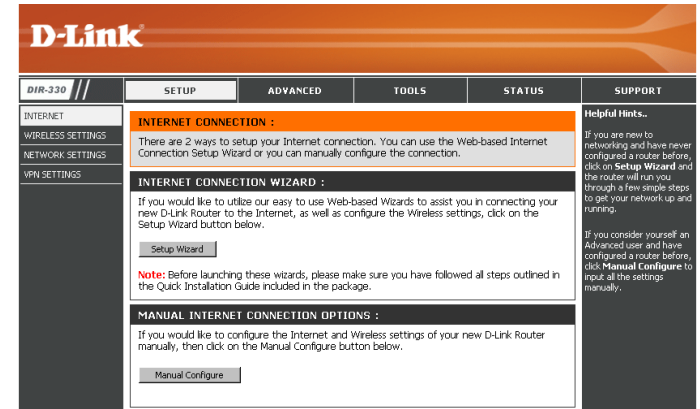 D-Link
DIR-330 //
SETUP
ADVANCED
TOOLS
STATUS
SUPPORT
INTERNET
WIRELESS SETTINGS
NETWORK SETTINGS
VPN SETTINGS
INTERNET CONNECTION :
There are 2 ways to setup your Internet connection. You can use the Web-based Internet
Connection Setup Wizard or you can manually configure the connection.
INTERNET CONNECTION WIZARD :
If you would like to utilize our easy to use Web-based Wizards to assist you in connecting your
new D-Link Router to the Internet, as well as configure the Wireless settings, click on the
Setup Wizard button below.
Setup Wizard
Note: Before launching these wizards, please make sure you have followed all steps outlined in
the Quick Installation Guide included in the package.
MANUAL INTERNET CONNECTION OPTIONS :
If you would like to configure the Internet and Wireless settings of your new D-Link Router
manually, then click on the Manual Configure button below.
Manual Configure
Helpful Hints..
If you are new to
networking and have never
configured a router before,
click on Setup Wizard and
the router will run you
through a few simple steps
to get your network up and
running.
If you consider yourself an
Advanced user and have
configured a router before,
click Manual Configure to
input all the settings
manually.